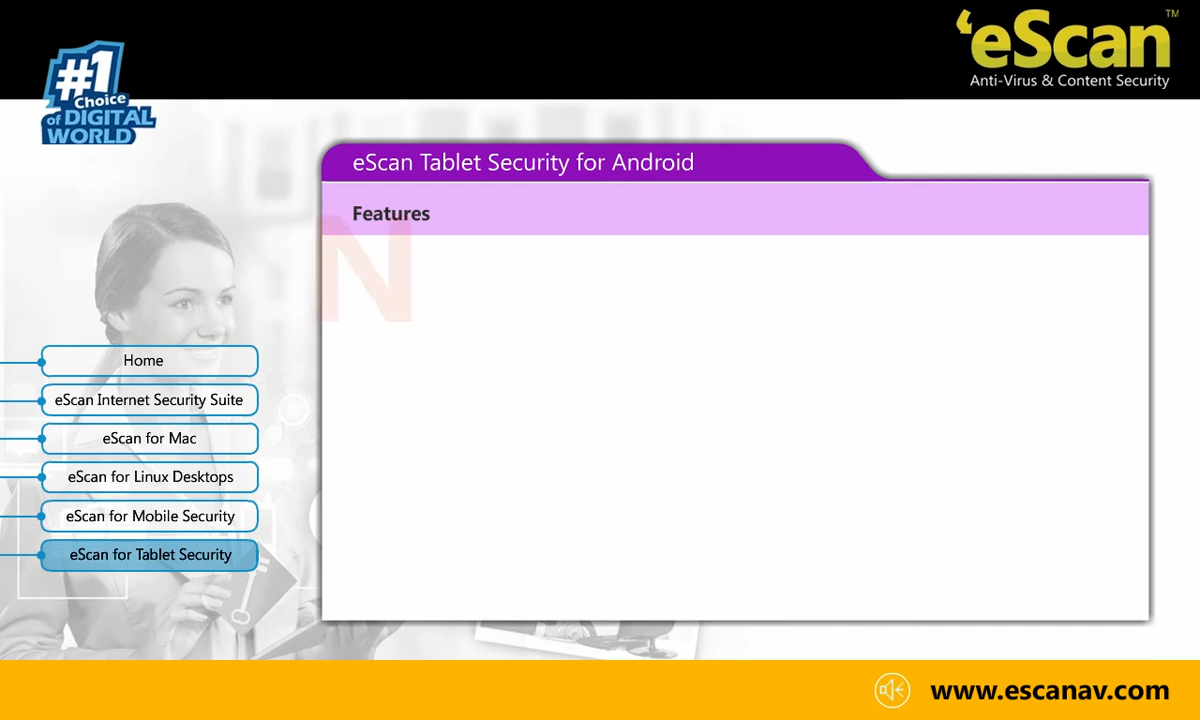 'eScan™
Anti-Virus & Content Security
#1
Choice
of DIGITAL
WORLD
eScan Tablet Security for Android
Features
N
Home
eScan Internet Security Suite
eScan for Mac
eScan for Linux Desktops
eScan for Mobile Security
eScan for Tablet Security
www.escanav.com